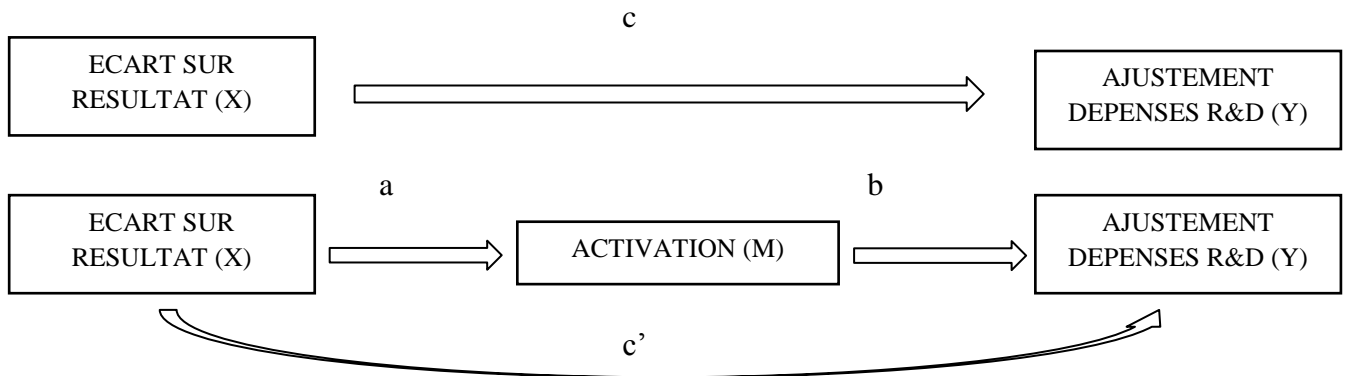 c
ECART SUR
RESULTAT (X)
AJUSTEMENT
DEPENSES R&D (Y)
a
b
ECART SUR
RESULTAT (X)
ACTIVATION (M)
AJUSTEMENT
DEPENSES R&D (Y)
c’